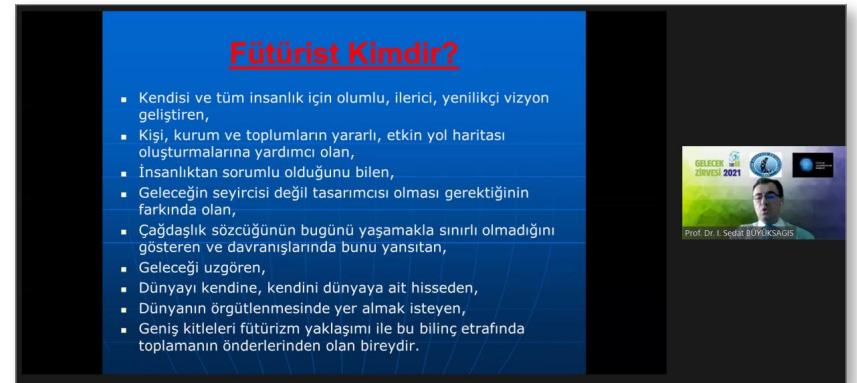 Fütürist Kimdir?
Kendisi ve tüm insanlık için olumlu, ilerici, yenilikçi vizyon
geliştiren,
Kişi, kurum ve toplumların yararlı, etkin yol haritası
oluşturmalarına yardımcı olan,
İnsanlıktan sorumlu olduğunu bilen,
Geleceğin seyircisi değil tasarımcısı olması gerektiğinin
farkında olan,
Çağdaşlık sözcüğünün bugünü yaşamakla sınırlı olmadığını
gösteren ve davranışlarında bunu yansıtan,
Geleceği uzgören,
Dünyayı kendine, kendini dünyaya ait hisseden,
Dünyanın örgütlenmesinde yer almak isteyen,
Geniş kitleleri fütürizm yaklaşımı ile bu bilinç etrafında
toplamanın önderlerinden olan bireydir.
GELECEK
ZİRVESİ 2021
Prof. Dr. I. Sedat BÜYÜKSAGIS